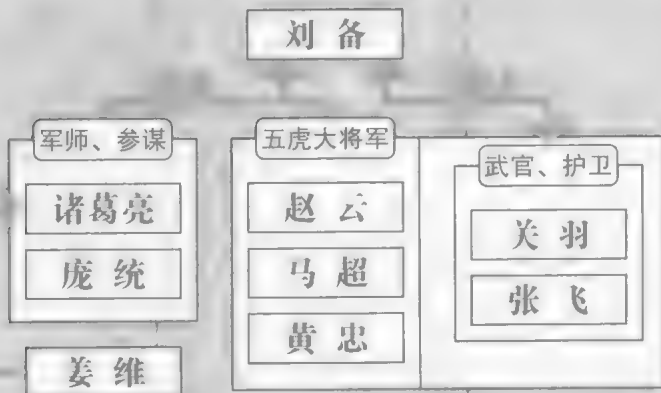 刘备
军师、参谋
诸葛亮
庞统
姜维
五虎大将军
赵云
马超
黄忠
武官、护卫
关羽
张飞